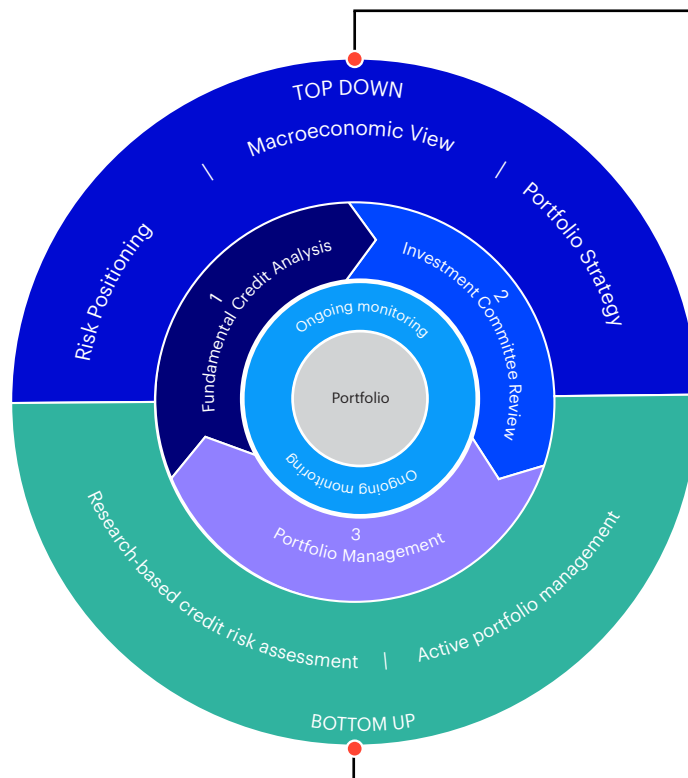 TOP DOWN
Risk Positioning | Macroeconomic View | Portfolio Strategy
1
Fundamental Credit Analysis
2
Investment Committee Review
Ongoing monitoring
Portfolio
Ongoing monitoring
3
Portfolio Management
Research-based credit risk assessment | Active portfolio management
BOTTOM UP